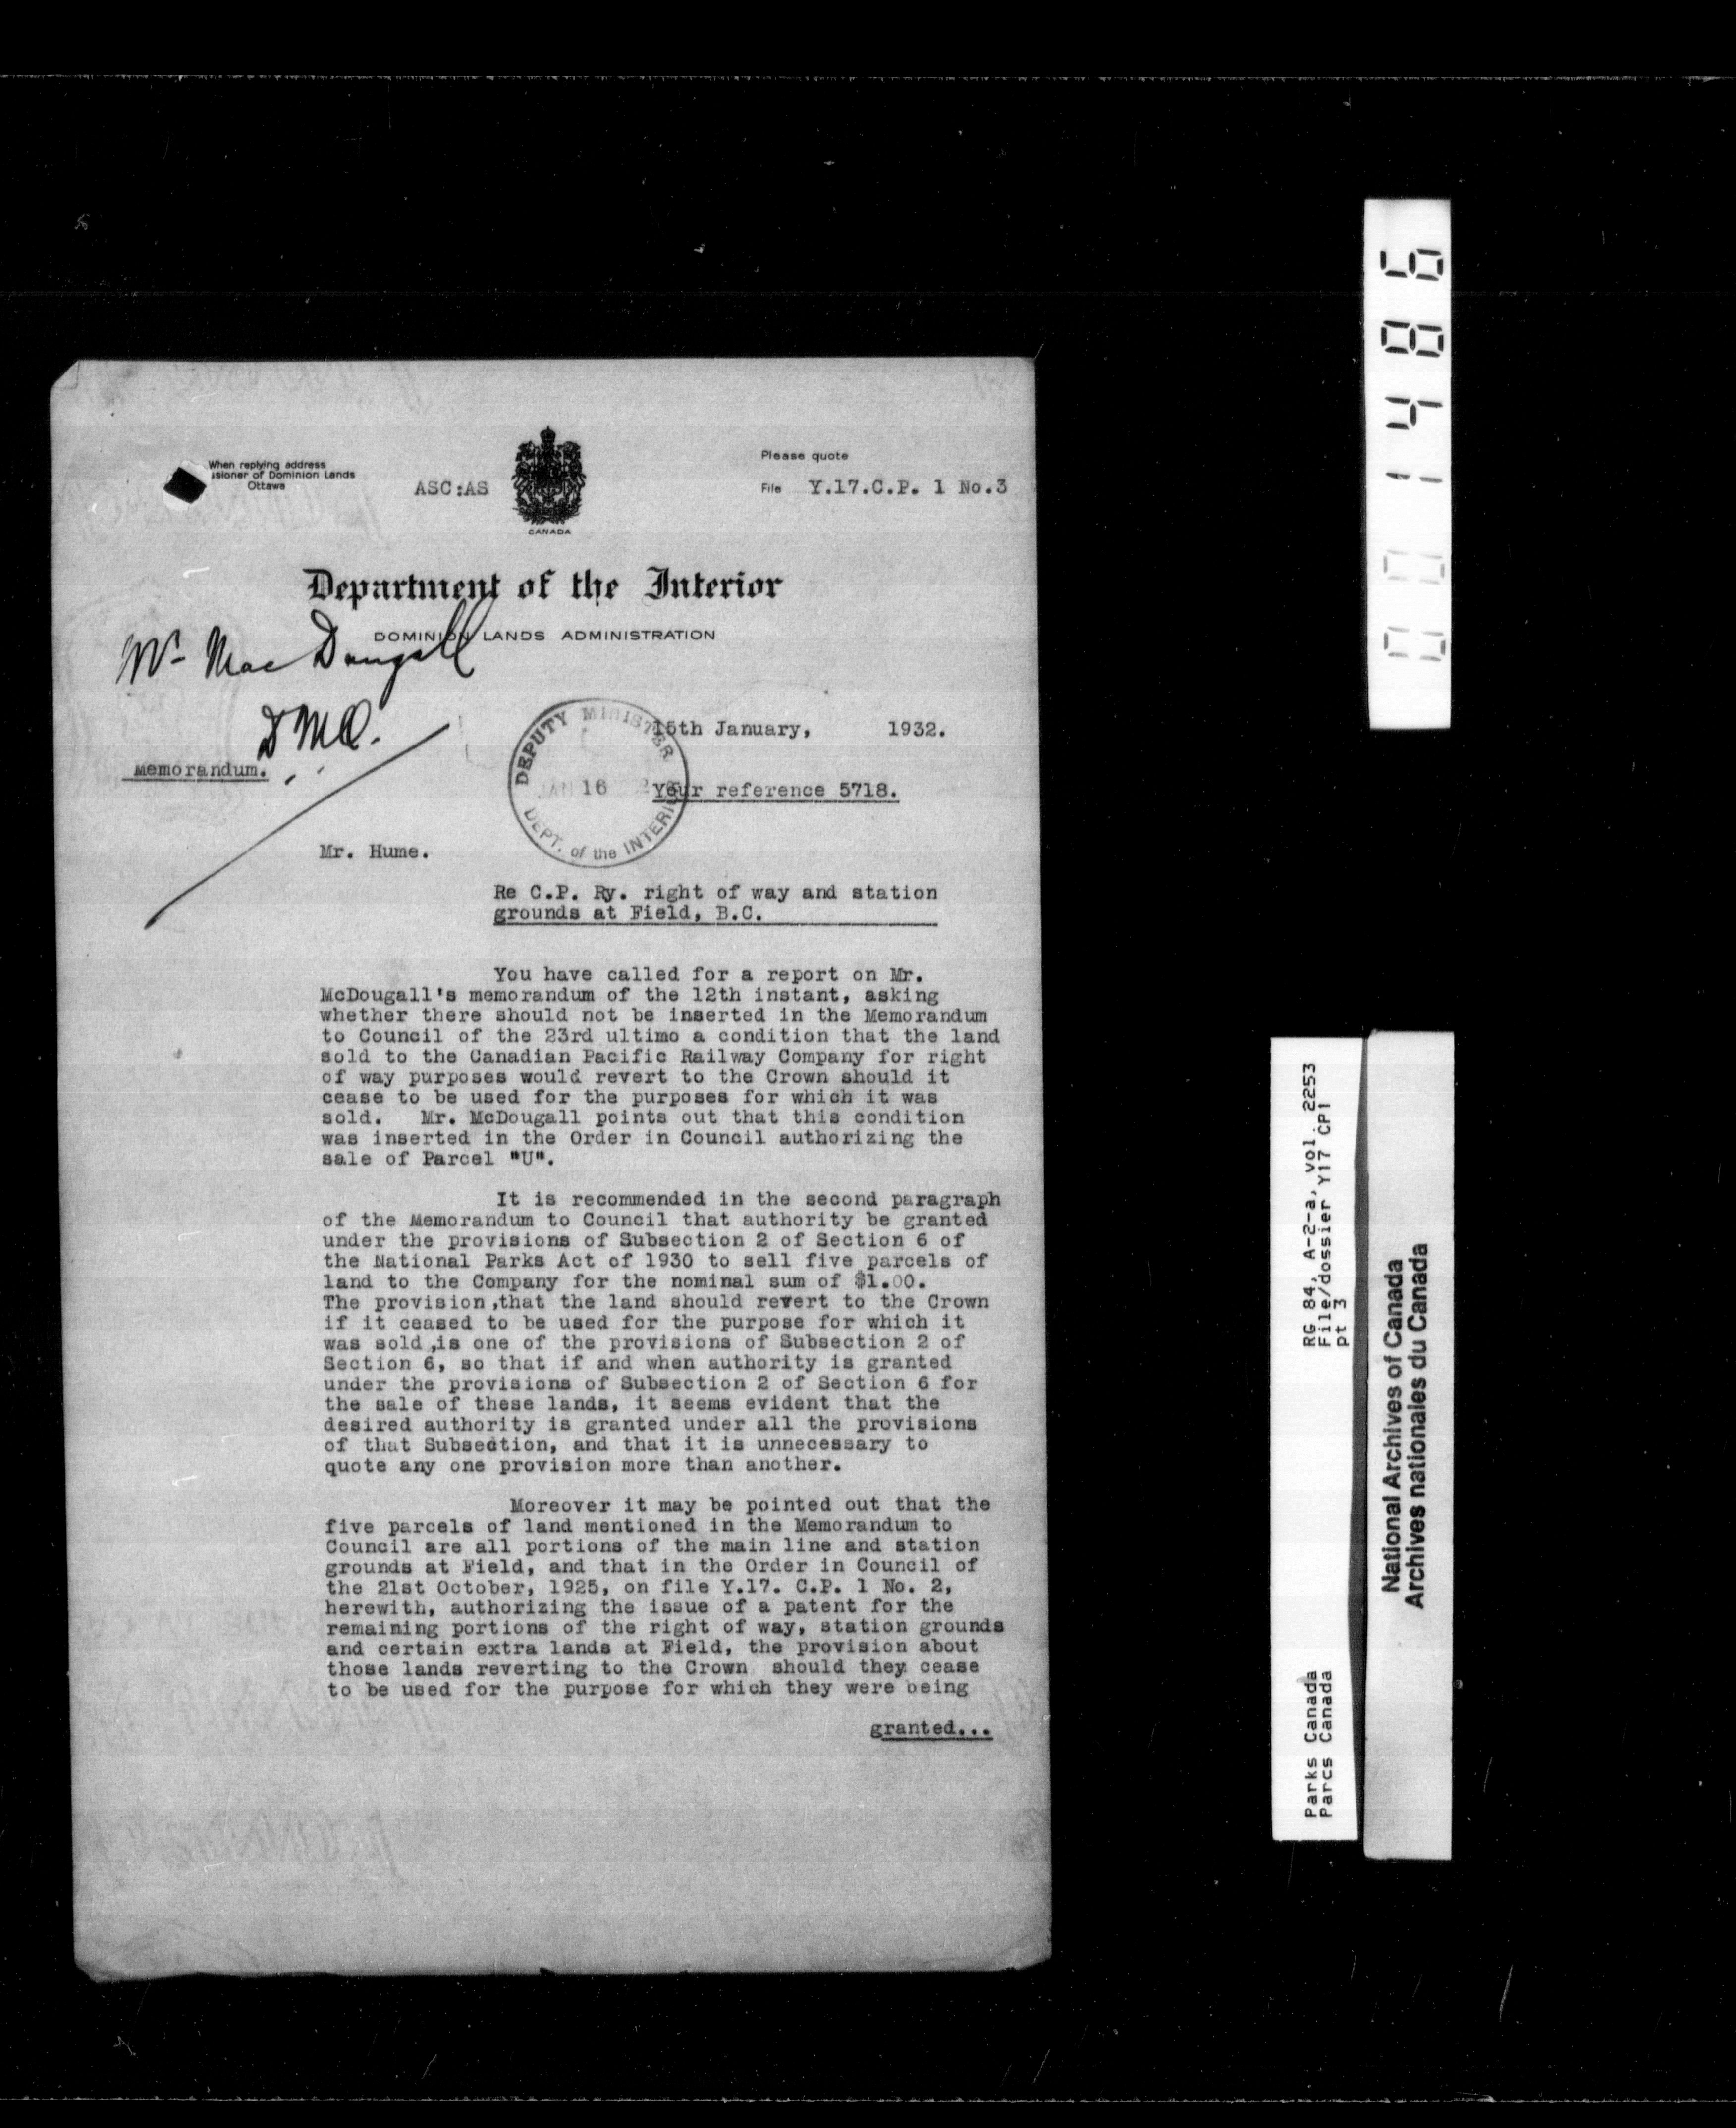 When replying address
sioner of Dominion Lands
Ottawa
ASC:AS
CANADA
Please quote
File Y.17.C.P. 1 No.3
Department of the Interior
DOMINION LANDS ADMINISTRATION
Mr MacDougall
15th January, 1932.
Memorandum.
DEPUTY MINISTER
JAN 16
DEPT. of the INTERIOR
Your reference 5718.
Mr. Hume.
Re C.P. Ry. right of way and station
grounds at Field, B.C.
You have called for a report on Mr.
McDougall's memorandum of the 12th instant, asking
whether there should not be inserted in the Memorandum
to Council of the 23rd ultimo a condition that the land
sold to the Canadian Pacific Railway Company for right
of way purposes would revert to the Crown should it
cease to be used for the purposes for which it was
sold. Mr. McDougall points out that this condition
was inserted in the Order in Council authorizing the
sale of Parcel "U".
It is recommended in the second paragraph
of the Memorandum to Council that authority be granted
under the provisions of Subsection 2 of Section 6 of
the National Parks Act of 1930 to sell five parcels of
land to the Company for the nominal sum of $1.00.
The provision,that the land should revert to the Crown
if it ceased to be used for the purpose for which it
was sold,is one of the provisions of Subsection 2 of
Section 6, so that if and when authority is granted
under the provisions of Subsection 2 of Section 6 for
the sale of these lands, it seems evident that the
desired authority is granted under all the provisions
of that Subsection, and that it is unnecessary to
quote any one provision more than another.
Moreover it may be pointed out that the
five parcels of land mentioned in the Memorandum to
Council are all portions of the main line and station
grounds at Field, and that in the Order in Council of
the 21st October, 1925, on file Y.17. C.P. 1 No. 2,
herewith, authorizing the issue of a patent for the
remaining portions of the right of way, station grounds
and certain extra lands at Field, the provision about
those lands reverting to the Crown should they cease
to be used for the purpose for which they were being
granted...
001486
RG 84, A-2-a, vol. 2253
File/dossier Y17 CP1
pt 3
Parks Canada
Parcs Canada
National Archives of Canada
Archives nationales du Canada